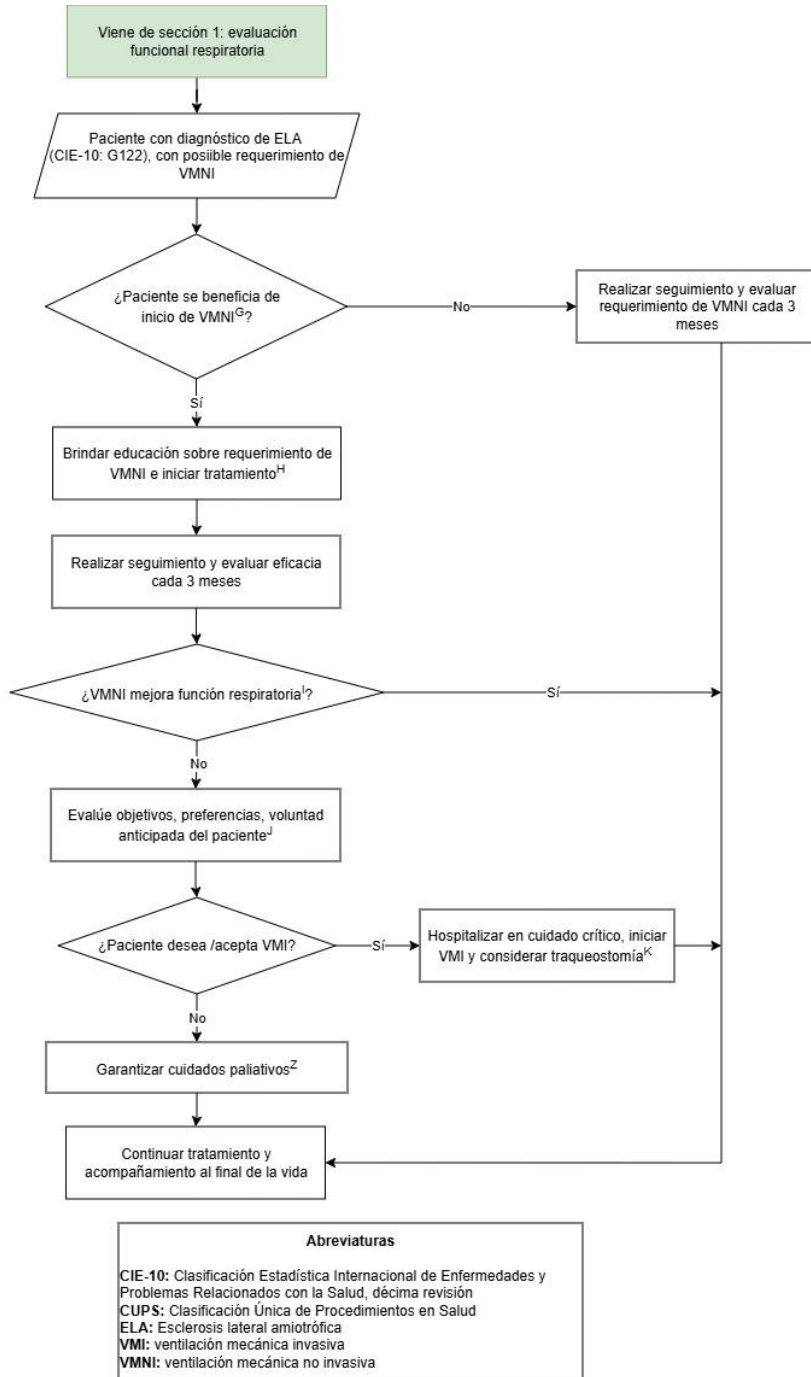 Viene de sección 1: evaluación
funcional respiratoria
Paciente con diagnóstico de ELA
(CIE-10: G122), con posiible requerimiento de
VMNI
¿Paciente se beneficia de
inicio de VMNIᴳ?
No
Realizar seguimiento y evaluar
requerimiento de VMNI cada 3
meses
Sí
Brindar educación sobre requerimiento de
VMNI e iniciar tratamientoᴴ
Realizar seguimiento y evaluar eficacia
cada 3 meses
¿VMNI mejora función respiratoriaᴵ?
Sí
No
Evalúe objetivos, preferencias, voluntad
anticipada del pacienteᴶ
¿Paciente desea /acepta VMI?
Sí
Hospitalizar en cuidado crítico, iniciar
VMI y considerar traqueostomíaᴷ
No
Garantizar cuidados paliativosᶻ
Continuar tratamiento y
acompañamiento al final de la vida
Abreviaturas
CIE-10: Clasificación Estadística Internacional de Enfermedades y
Problemas Relacionados con la Salud, décima revisión
CUPS: Clasificación Única de Procedimientos en Salud
ELA: Esclerosis lateral amiotrófica
VMI: ventilación mecánica invasiva
VMNI: ventilación mecánica no invasiva